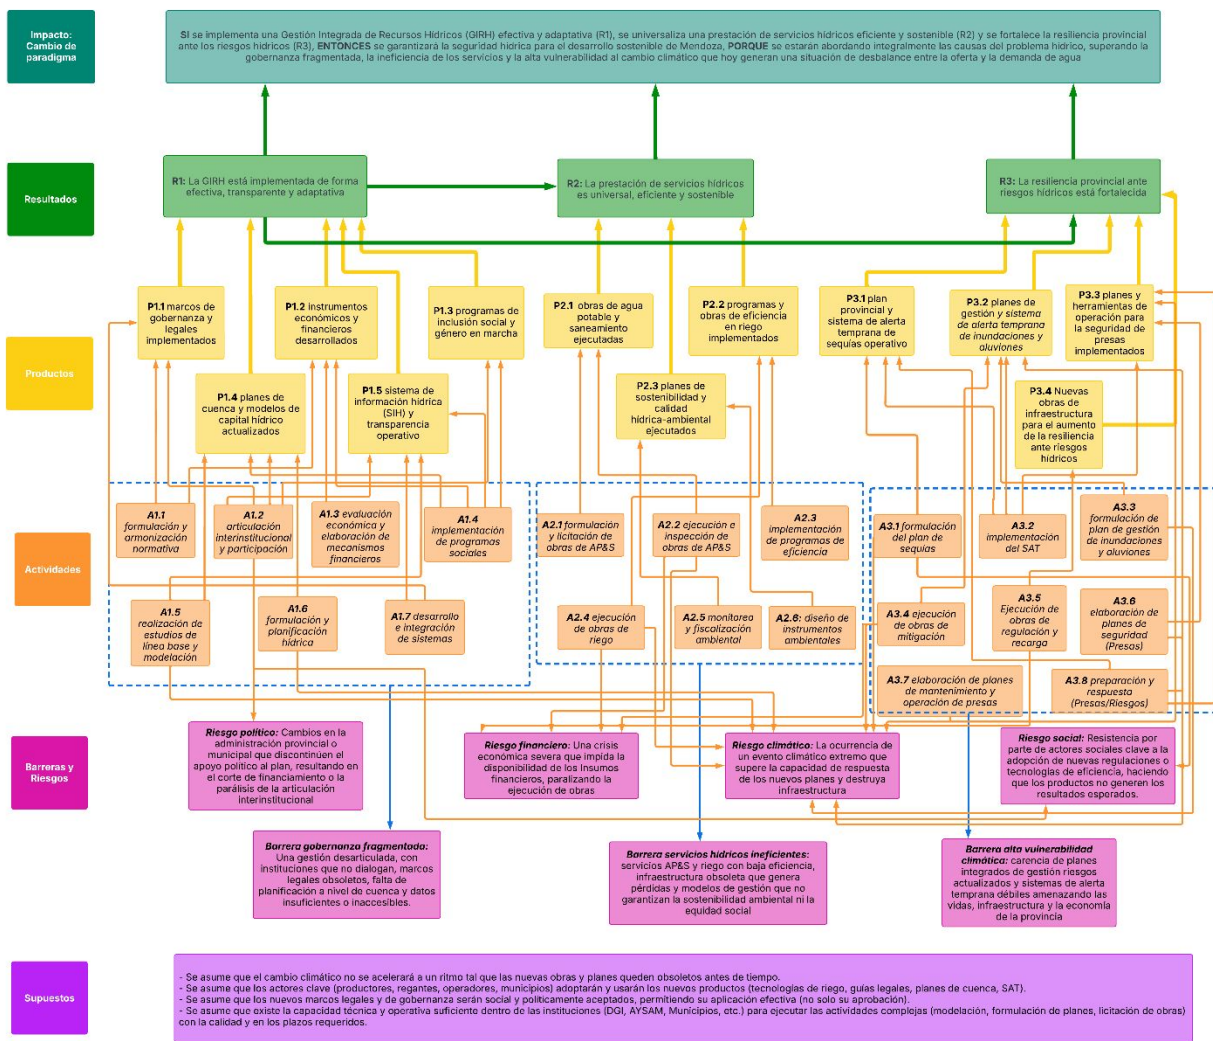 Impacto:
Cambio de
paradigma
SI se implementa una Gestión Integrada de Recursos Hídricos (GIRH) efectiva y adaptativa (R1), se universaliza una prestación de servicios hídricos eficiente y sostenible (R2) y se fortalece la resiliencia provincial
ante los riesgos hídricos (R3), ENTONCES se garantizará la seguridad hídrica para el desarrollo sostenible de Mendoza, PORQUE se estarán abordando integralmente las causas del problema hídrico, superando la
gobernanza fragmentada, la ineficiencia de los servicios y la alta vulnerabilidad al cambio climático que hoy generan una situación de desbalance entre la oferta y la demanda de agua
Resultados
R1: La GIRH está implementada de forma
efectiva, transparente y adaptativa
R2: La prestación de servicios hídricos
es universal, eficiente y sostenible
R3: La resiliencia provincial ante
riesgos hídricos está fortalecida
Productos
P1.1 marcos de
gobernanza y
legales
implementados
P1.2 instrumentos
económicos y
financieros
desarrollados
P1.3 programas de
inclusión social y
género en marcha
P2.1 obras de agua
potable y
saneamiento
ejecutadas
P2.2 programas y
obras de eficiencia
en riego
implementados
P3.1 plan
provincial y
sistema de alerta
temprana de
sequías operativo
P3.2 planes de
gestión y sistema
de alerta temprana
de inundaciones y
aluviones
P3.3 planes y
herramientas de
operación para
la seguridad de
presas
implementados
P1.4 planes de
cuenca y modelos de
capital hídrico
actualizados
P1.5 sistema de
información hídrica
(SIH) y
transparencia
operativo
P2.3 planes de
sostenibilidad y
calidad
hídrica-ambiental
ejecutados
P3.4 Nuevas
obras de
infraestructura
para el aumento
de la resiliencia
ante riesgos
hídricos
Actividades
A1.1
formulación y
armonización
normativa
A1.2
articulación
interinstitucional
y participación
A1.3 evaluación
económica y
elaboración de
mecanismos
financieros
A1.4
implementación
de programas
sociales
A2.1 formulación
y licitación de
obras de AP&S
A2.2 ejecución e
inspección de
obras de AP&S
A2.3
implementación
de programas de
eficiencia
A3.1 formulación
del plan de
sequías
A3.2
implementación
del SAT
A3.3
formulación de
plan de gestión
de inundaciones
y aluviones
A1.5
realización de
estudios de
línea base y
modelación
A1.6
formulación y
planificación
hídrica
A1.7 desarrollo
e integración
de sistemas
A2.4 ejecución
de obras de
riego
A2.5 monitoreo
y fiscalización
ambiental
A2.6: diseño de
instrumentos
ambientales
A3.4 ejecución
de obras de
mitigación
A3.5
Ejecución de
obras de
regulación y
recarga
A3.6
elaboración de
planes de
seguridad
(Presas)
A3.7 elaboración de planes
de mantenimiento y
operación de presas
A3.8 preparación y
respuesta
(Presas/Riesgos)
Barreras y
Riesgos
Riesgo político: Cambios en la
administración provincial o
municipal que discontinúen el
apoyo político al plan, resultando
en el corte de financiamiento o la
parálisis de la articulación
interinstitucional
Riesgo financiero: Una crisis
económica severa que impida la
disponibilidad de los Insumos
financieros, paralizando la
ejecución de obras
Riesgo climático: La ocurrencia de
un evento climático extremo que
supere la capacidad de respuesta
de los nuevos planes y destruya
infraestructura
Riesgo social: Resistencia por
parte de actores sociales clave a la
adopción de nuevas regulaciones o
tecnologías de eficiencia, haciendo
que los productos no generen los
resultados esperados.
Barrera gobernanza fragmentada:
Una gestión desarticulada, con
instituciones que no dialogan, marcos
legales obsoletos, falta de
planificación a nivel de cuenca y datos
insuficientes o inaccesibles.
Barrera servicios hídricos ineficientes:
servicios AP&S y riego con baja eficiencia,
infraestructura obsoleta que genera
pérdidas y modelos de gestión que no
garantizan la sostenibilidad ambiental ni la
equidad social
Barrera alta vulnerabilidad
climática: carencia de planes
integrados de gestión riesgos
actualizados y sistemas de alerta
temprana débiles amenazando las
vidas, infraestructura y la economía
de la provincia
Supuestos
- Se asume que el cambio climático no se acelerará a un ritmo tal que las nuevas obras y planes queden obsoletos antes de tiempo.
- Se asume que los actores clave (productores, regantes, operadores, municipios) adoptarán y usarán los nuevos productos (tecnologías de riego, guías legales, planes de cuenca, SAT).
- Se asume que los nuevos marcos legales y de gobernanza serán social y políticamente aceptados, permitiendo su aplicación efectiva (no solo su aprobación).
- Se asume que existe la capacidad técnica y operativa suficiente dentro de las instituciones (DGI, AYSAM, Municipios, etc.) para ejecutar las actividades complejas (modelación, formulación de planes, licitación de obras)
con la calidad y en los plazos requeridos.